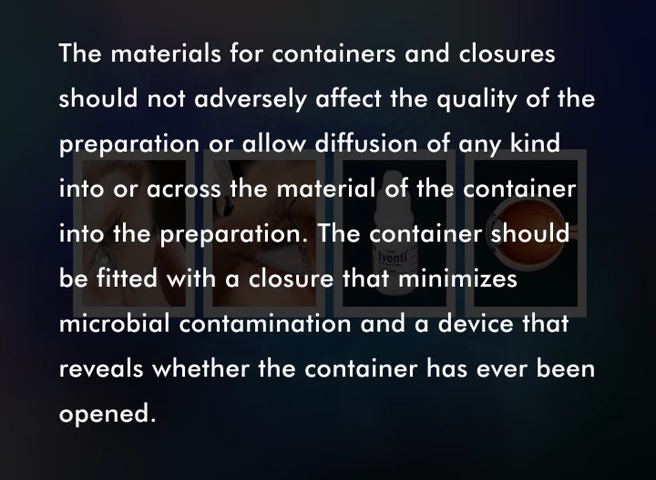 The materials for containers and closures
should not adversely affect the quality of the
preparation or allow diffusion of any kind
into or across the material of the container
into the preparation. The container should
be fitted with a closure that minimizes
microbial contamination and a device that
reveals whether the container has ever been
opened.
Iventi